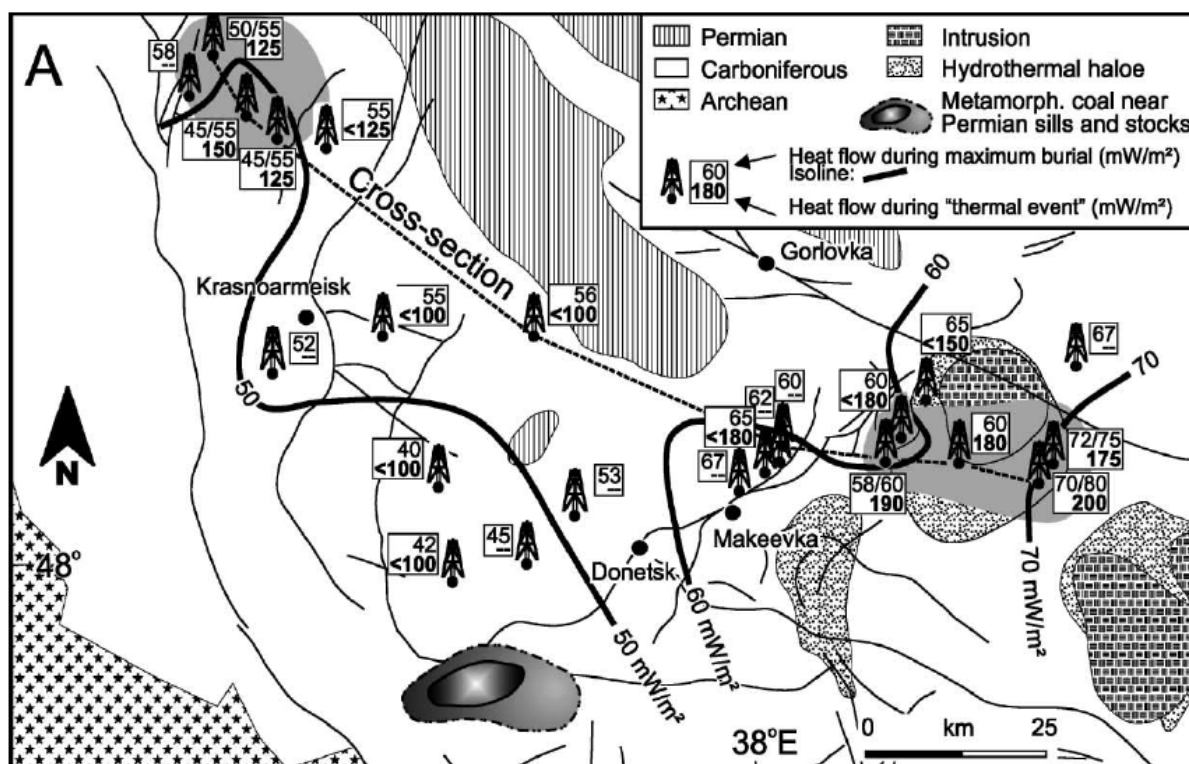 A
Permian
Carboniferous
Archean
Intrusion
Hydrothermal haloe
Metamorph. coal near
Permian sills and stocks
60
180
Heat flow during maximum burial (mW/m²)
Isoline:
Heat flow during "thermal event" (mW/m²)
58
--
50/55
125
45/55
150
45/55
125
55
<125
Cross-section
Gorlovka
Krasnoarmeisk
52
--
55
<100
56
<100
50
60
65
<150
67
--
70
60
<180
62
--
60
--
65
<180
67
--
60
180
72/75
175
58/60
190
70/80
200
40
<100
53
--
45
--
42
<100
Makeevka
Donetsk
N
48°
50 mW/m²
60 mW/m²
70 mW/m²
38°E
0 km 25